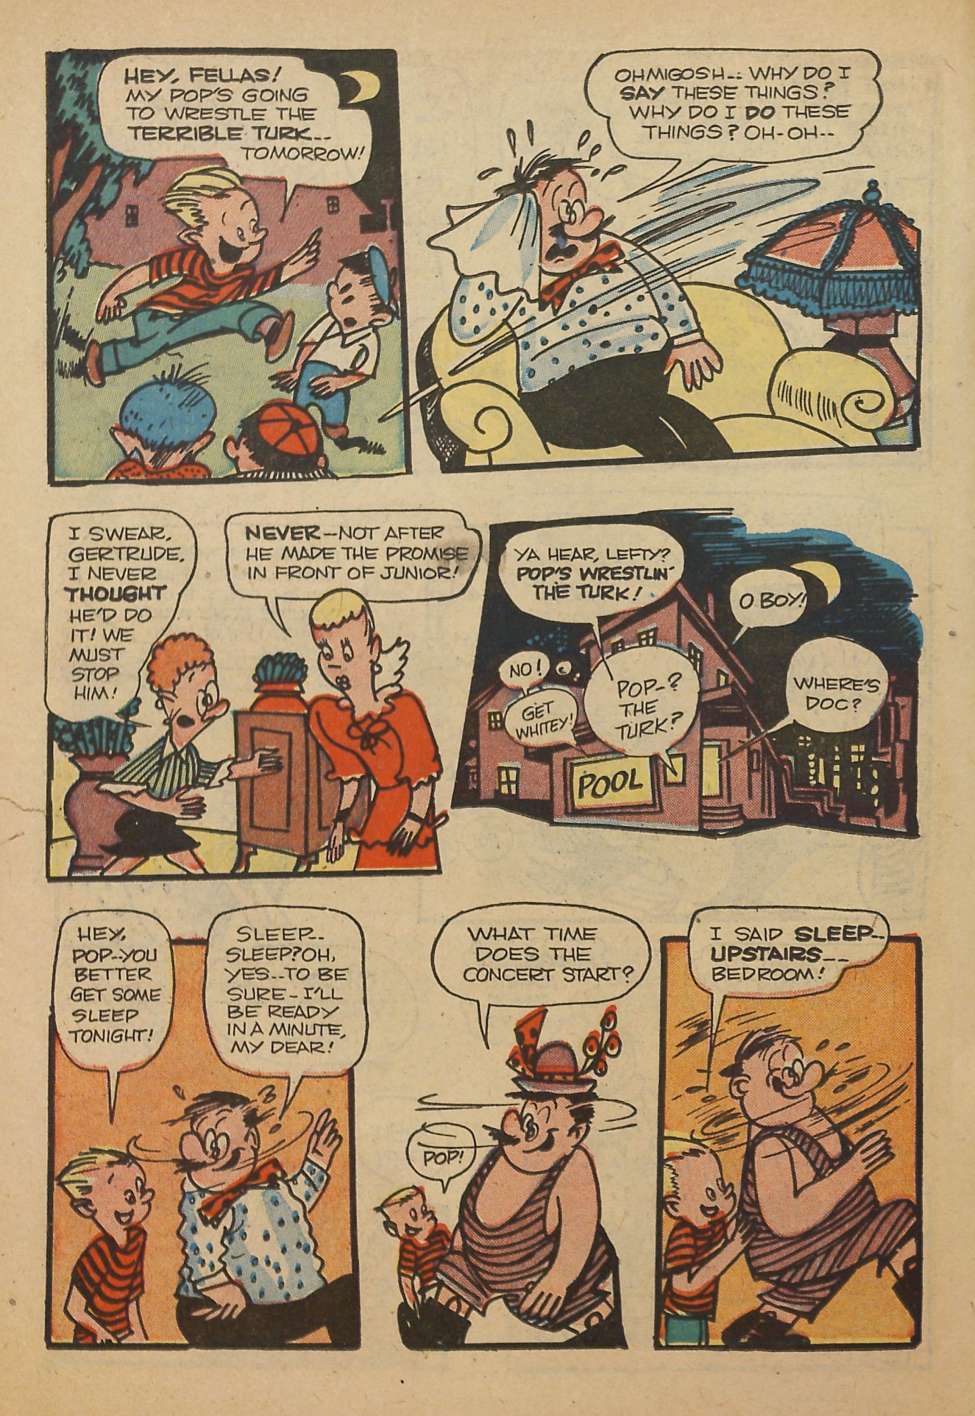 HEY, FELLAS!
MY POP'S GOING
TO WRESTLE THE
TERRIBLE TURK--
TOMORROW!
OHMIGOSH-- WHY DO I
SAY THESE THINGS?
WHY DO I DO THESE
THINGS? OH-OH--
I SWEAR,
GERTRUDE,
I NEVER
THOUGHT
HE'D DO
IT! WE
MUST
STOP
HIM!
NEVER--NOT AFTER
HE MADE THE PROMISE
IN FRONT OF JUNIOR!
YA HEAR, LEFTY?
POP'S WRESTLIN'
THE TURK!
O BOY!
NO!
GET
WHITEY!
POP-?
THE
TURK?
WHERE'S
DOC?
POOL
HEY,
POP--YOU
BETTER
GET SOME
SLEEP
TONIGHT!
SLEEP--
SLEEP?OH,
YES--TO BE
SURE-I'LL
BE READY
IN A MINUTE,
MY DEAR!
WHAT TIME
DOES THE
CONCERT START?
POP!
I SAID SLEEP--
UPSTAIRS--
BEDROOM!